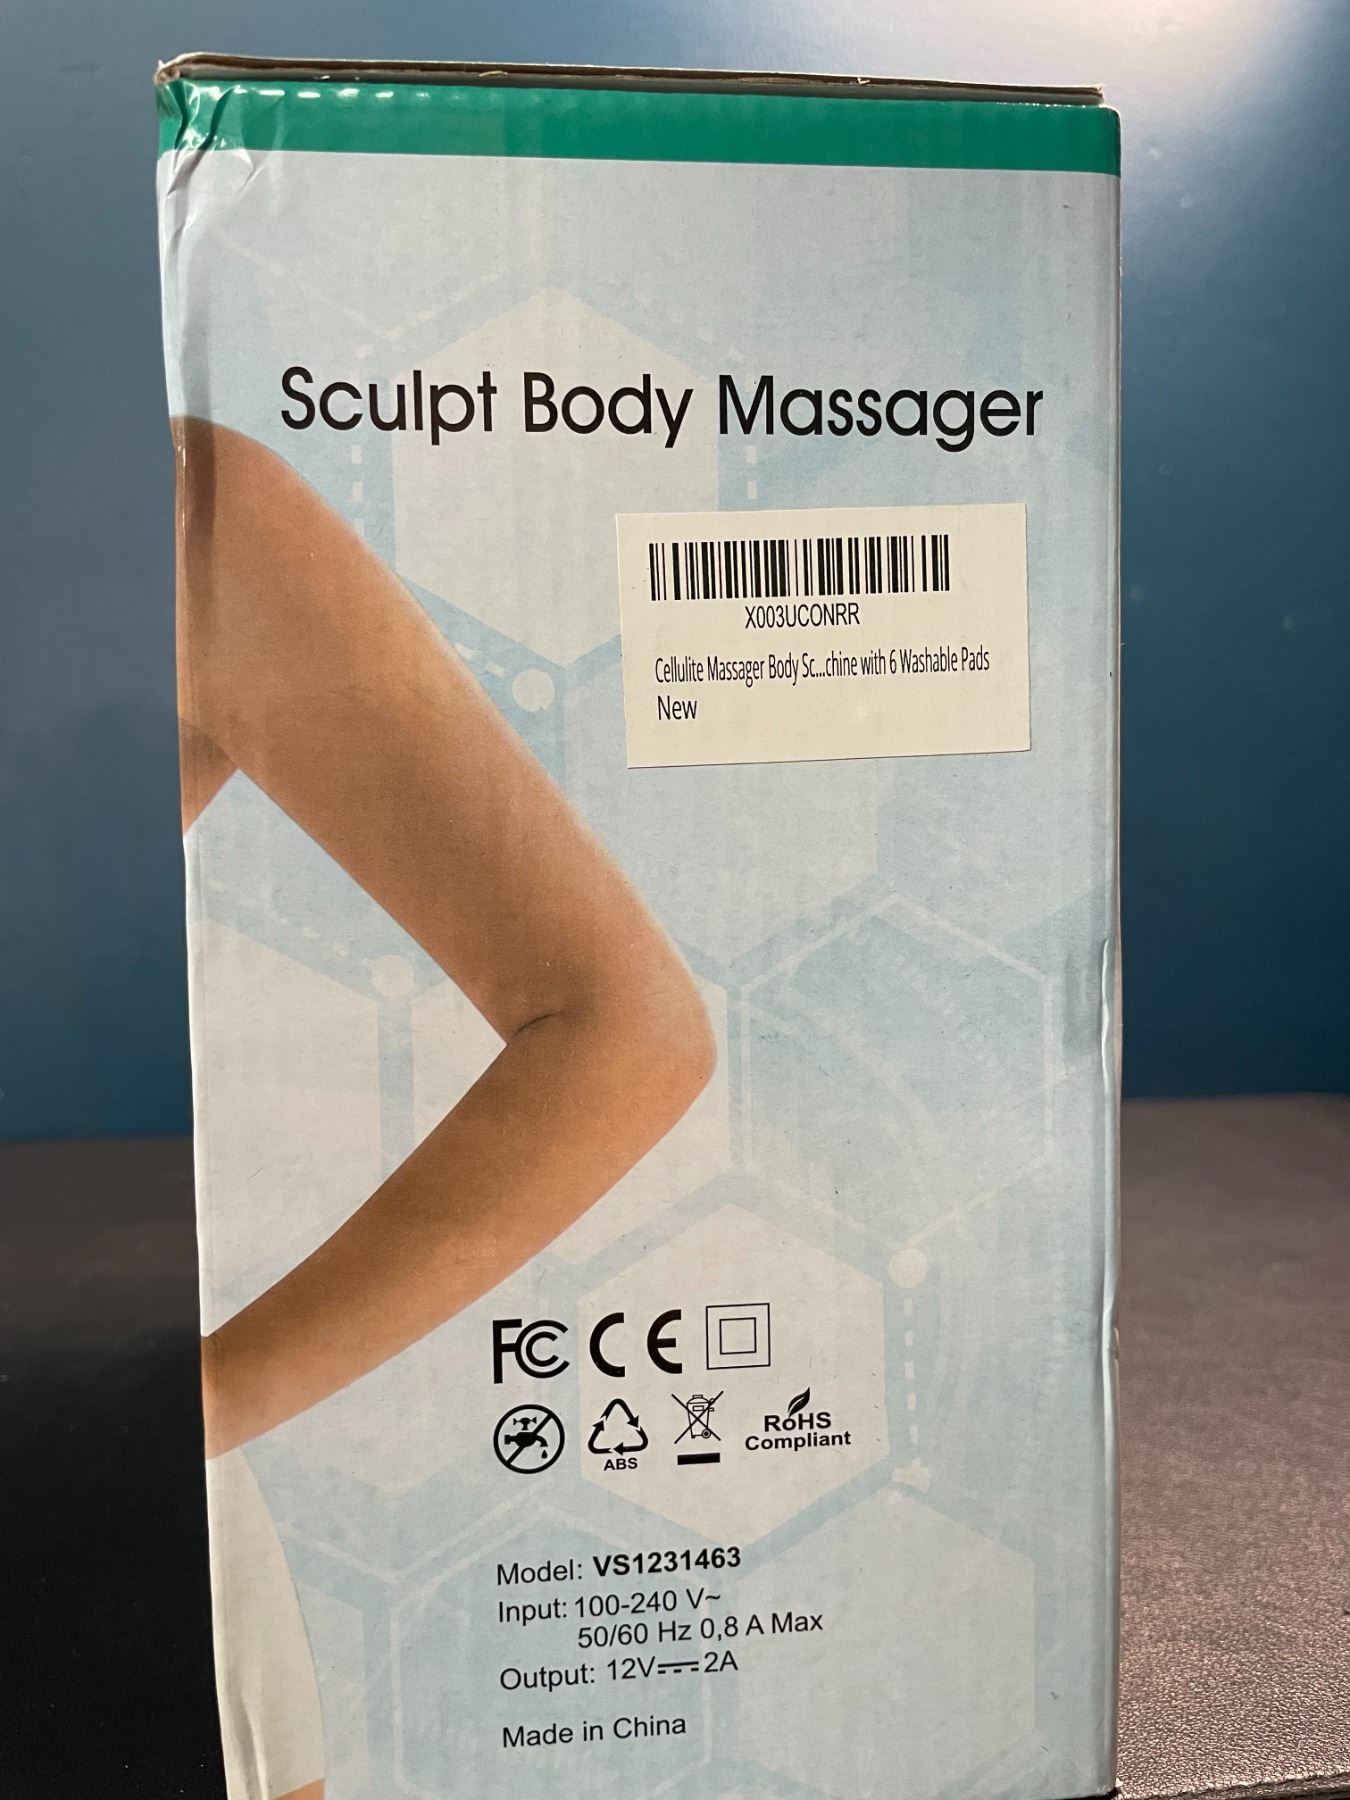 Sculpt Body Massager
X003UCONRR
Cellulite Massager Body Sc...chine with 6 Washable Pads
New
FC CE
ABS
RoHS
Compliant
Model: VS1231463
Input: 100-240 V~
50/60 Hz 0,8 A Max
Output: 12V⎓2A
Made in China